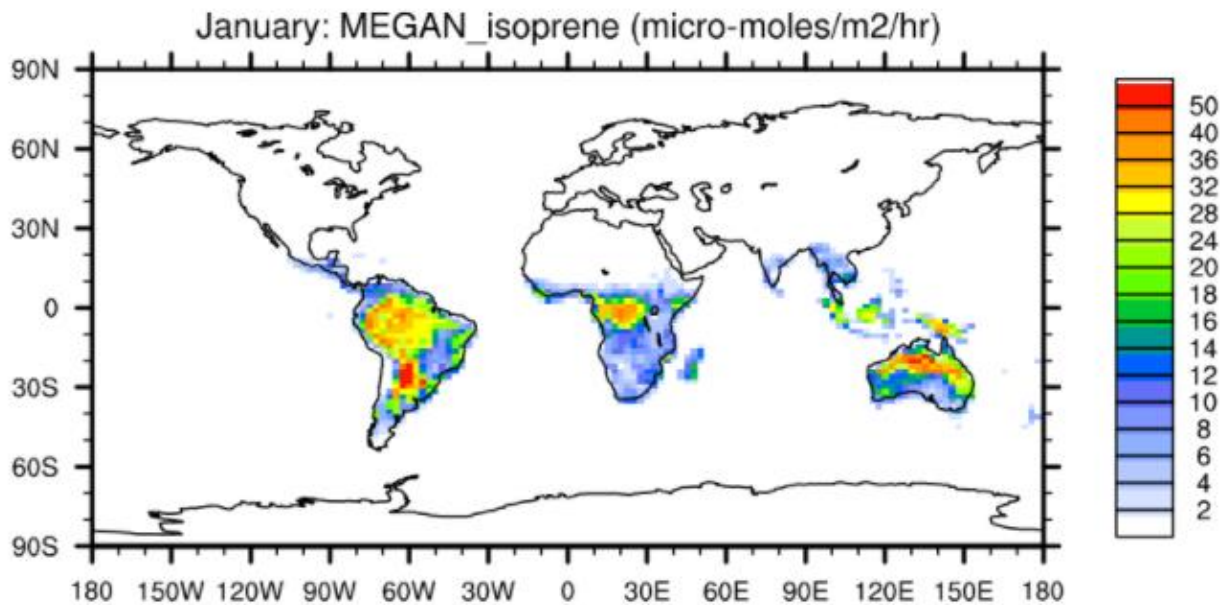 January: MEGAN_isoprene (micro-moles/m2/hr)
90N
60N
30N
0
30S
60S
90S
180 150W 120W 90W 60W 30W 0 30E 60E 90E 120E 150E 180
50
40
36
32
28
24
20
18
16
14
12
10
8
6
4
2